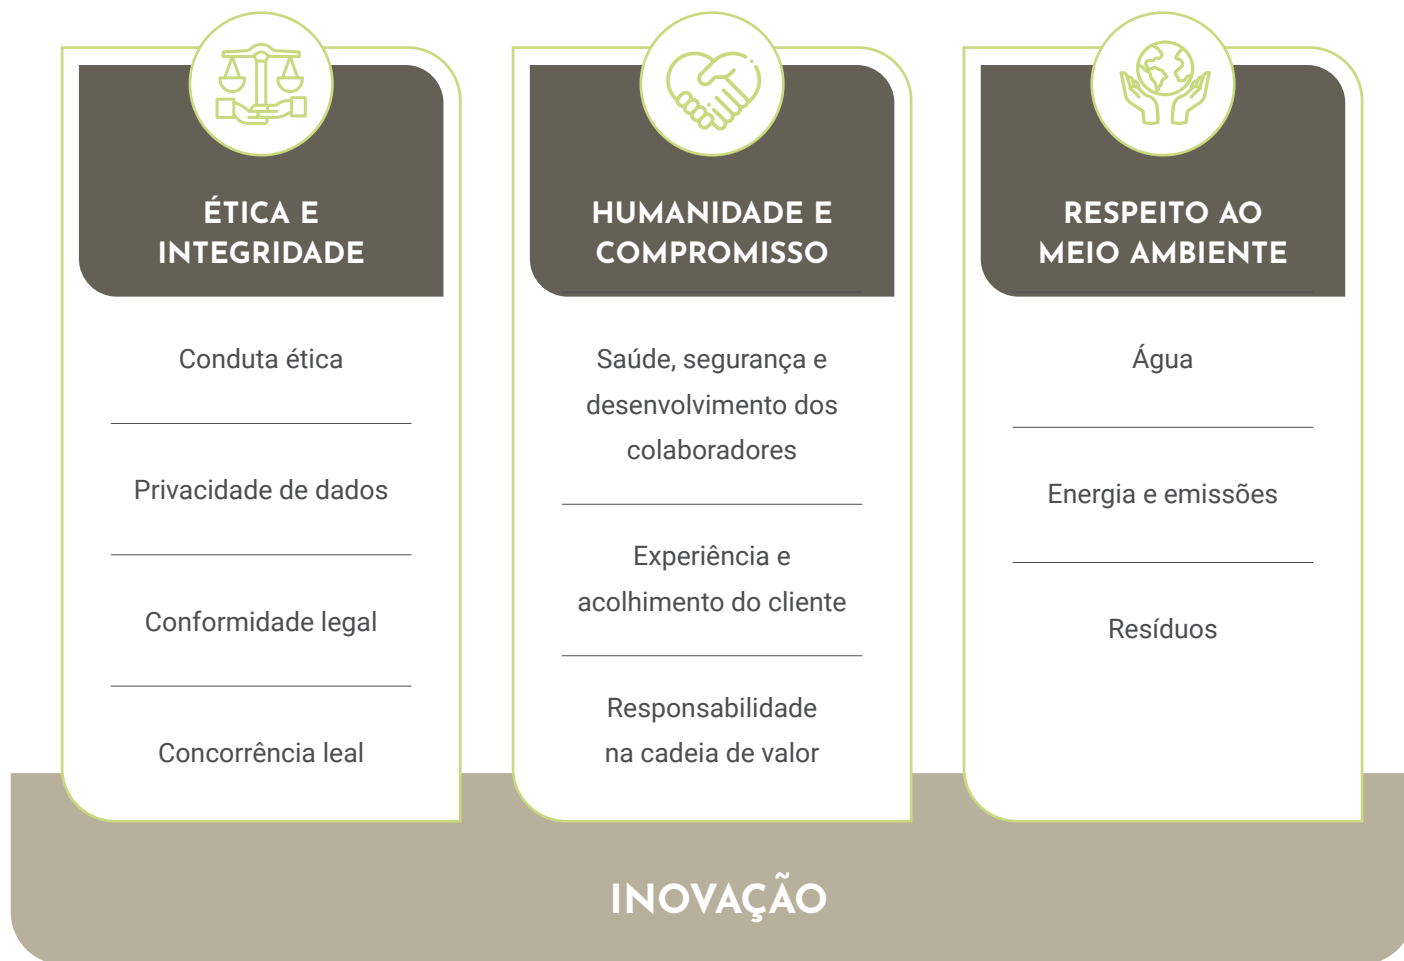 ÉTICA E
INTEGRIDADE
Conduta ética
Privacidade de dados
Conformidade legal
Concorrência leal
HUMANIDADE E
COMPROMISSO
Saúde, segurança e
desenvolvimento dos
colaboradores
Experiência e
acolhimento do cliente
Responsabilidade
na cadeia de valor
RESPEITO AO
MEIO AMBIENTE
Água
Energia e emissões
Resíduos
INOVAÇÃO